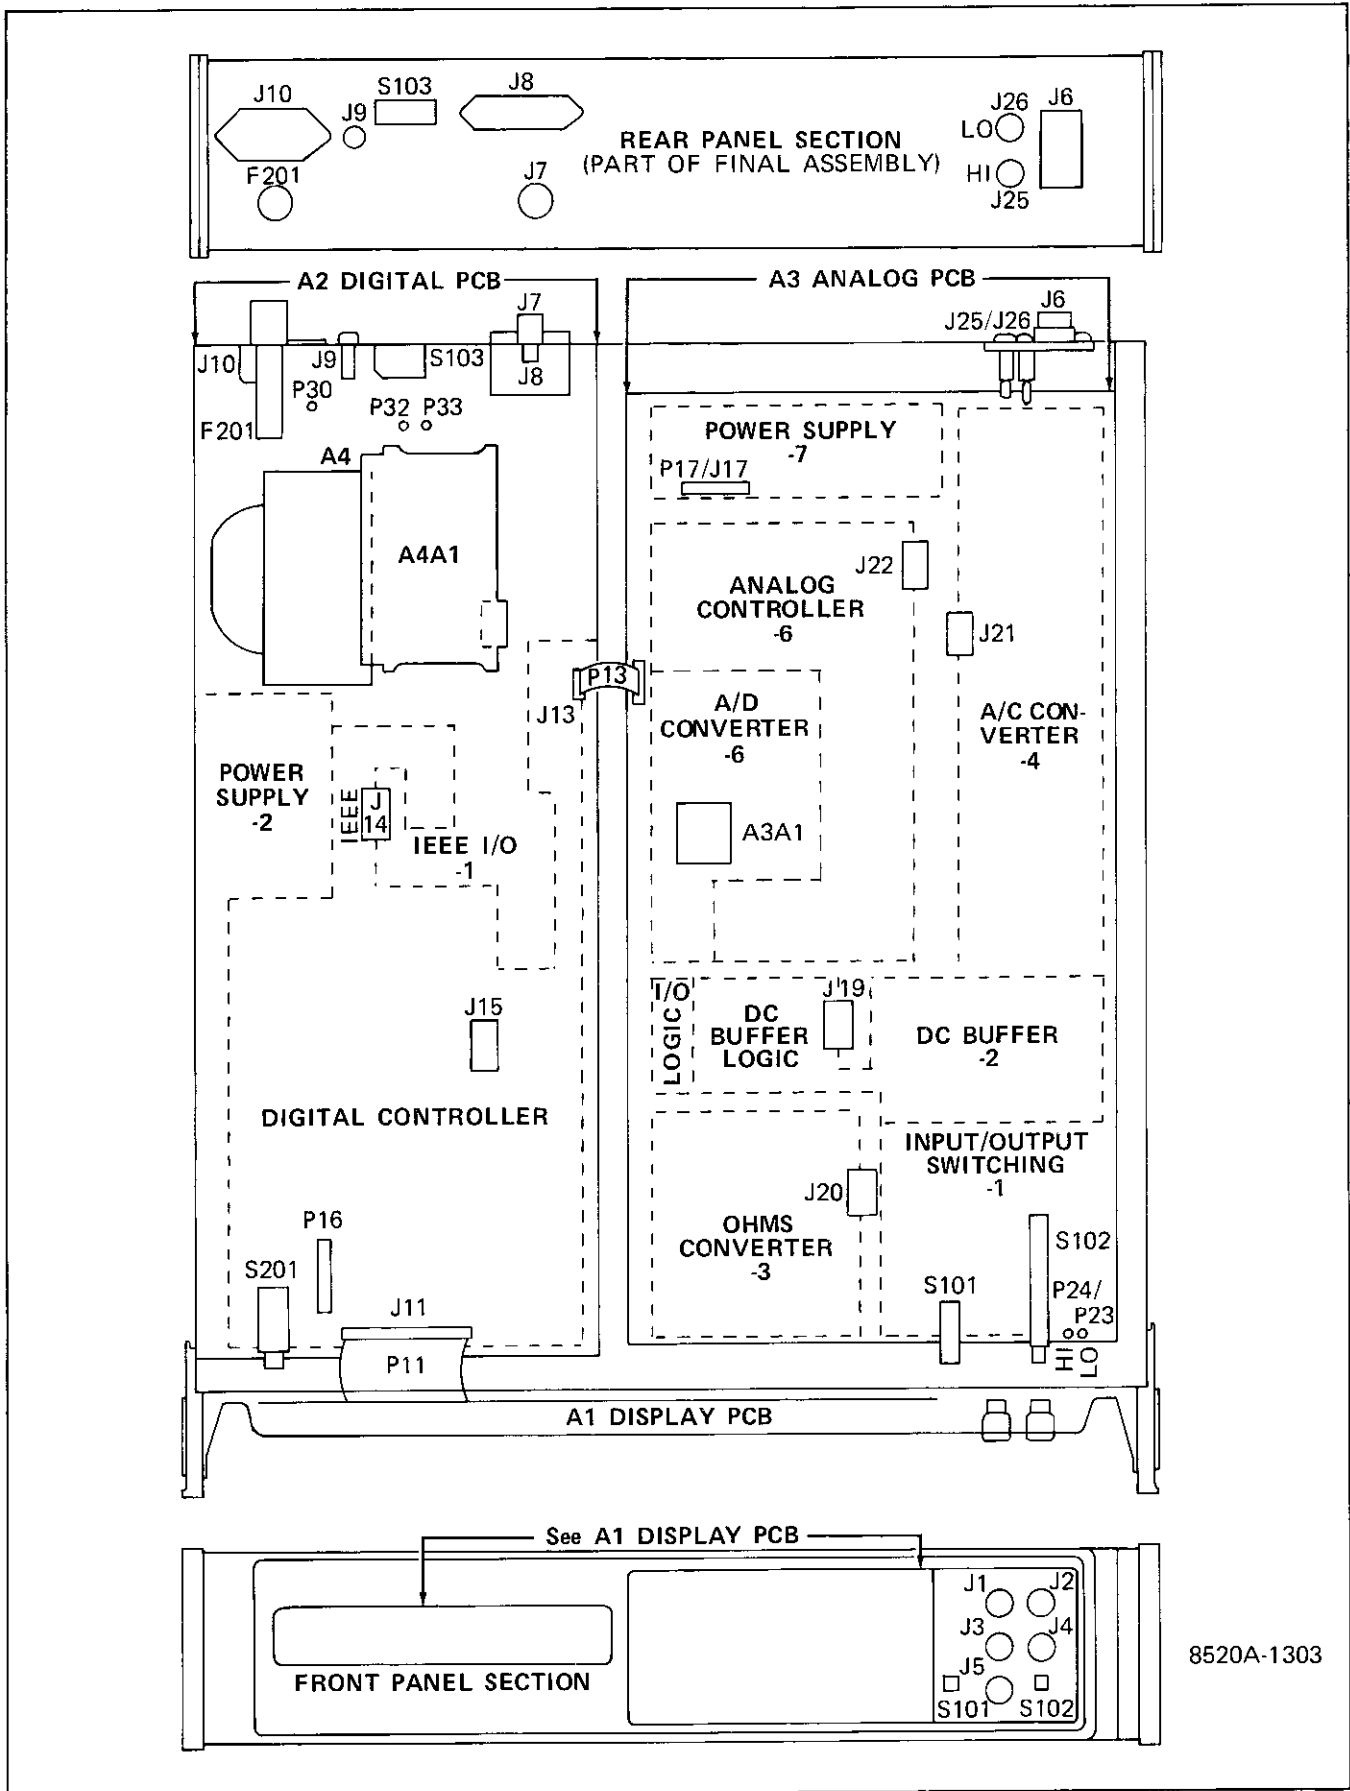 J10
J9
S103
J8
F201
J7
REAR PANEL SECTION
(PART OF FINAL ASSEMBLY)
J26
LO
HI
J25
J6
A2 DIGITAL PCB
A3 ANALOG PCB
J10
J9
S103
J7
J8
J25/J26
J6
P30
P32
P33
F201
A4
A4A1
POWER SUPPLY
-7
P17/J17
J22
ANALOG
CONTROLLER
-6
J21
P13
J13
A/D
CONVERTER
-6
A/C CON-
VERTER
-4
A3A1
POWER
SUPPLY
-2
IEEE
J
14
IEEE I/O
-1
J15
DIGITAL CONTROLLER
I/O
LOGIC
DC
BUFFER
LOGIC
J19
DC BUFFER
-2
INPUT/OUTPUT
SWITCHING
-1
J20
OHMS
CONVERTER
-3
P16
S201
J11
P11
S101
S102
P24/
P23
HI
LO
A1 DISPLAY PCB
See A1 DISPLAY PCB
FRONT PANEL SECTION
J1
J2
J3
J4
J5
S101
S102
8520A-1303